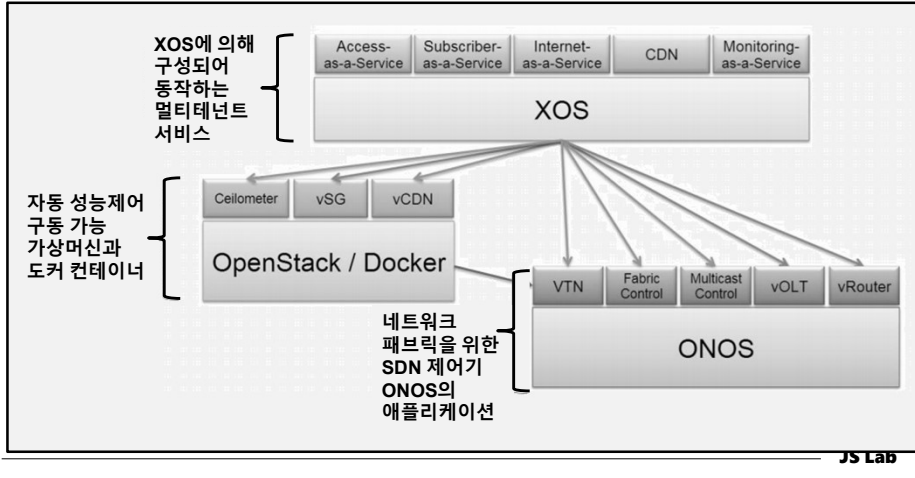 XOS에 의해
구성되어
동작하는
멀티테넌트
서비스
Access-
as-a-Service
Subscriber-
as-a-Service
Internet-
as-a-Service
CDN
Monitoring-
as-a-Service
XOS
자동 성능제어
구동 가능
가상머신과
도커 컨테이너
Ceilometer
vSG
vCDN
OpenStack / Docker
네트워크
패브릭을 위한
SDN 제어기
ONOS의
애플리케이션
VTN
Fabric
Control
Multicast
Control
vOLT
vRouter
ONOS
JS Lab